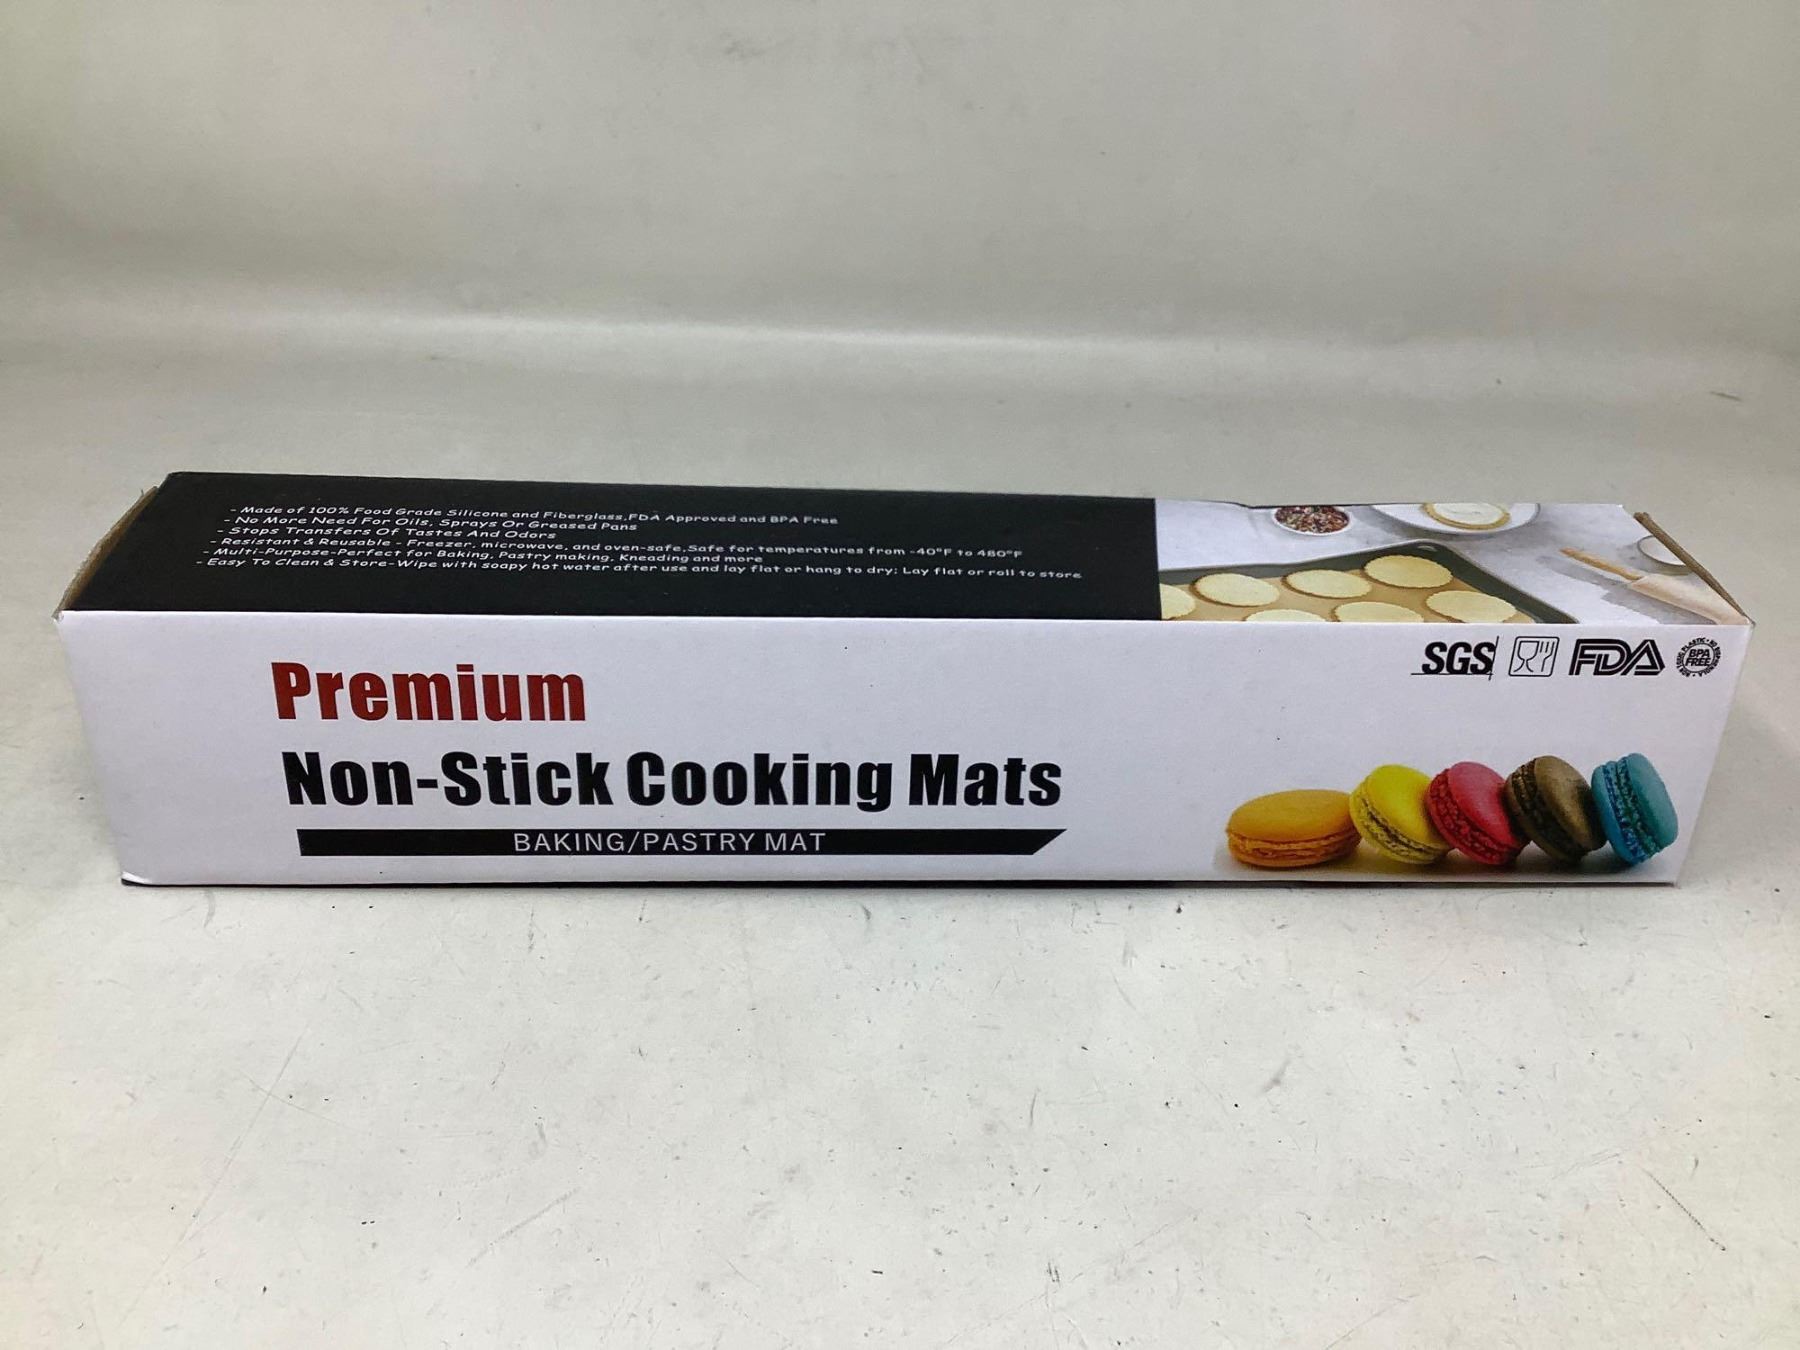 - Made of 100% Food Grade Silicone and Fiberglass,FDA Approved and BPA Free
- No More Need For Oils, Sprays Or Greased Pans
- Stops Transfers Of Tastes And Odors
- Resistant & Reusable - Freezer, microwave, and oven-safe,Safe for temperatures from -40°F to 480°F
- Multi-Purpose-Perfect for Baking, Pastry making, Kneading and more
- Easy To Clean & Store-Wipe with soapy hot water after use and lay flat or hang to dry; Lay flat or roll to store
SGS FDA BPA FREE
Premium
Non-Stick Cooking Mats
BAKING/PASTRY MAT